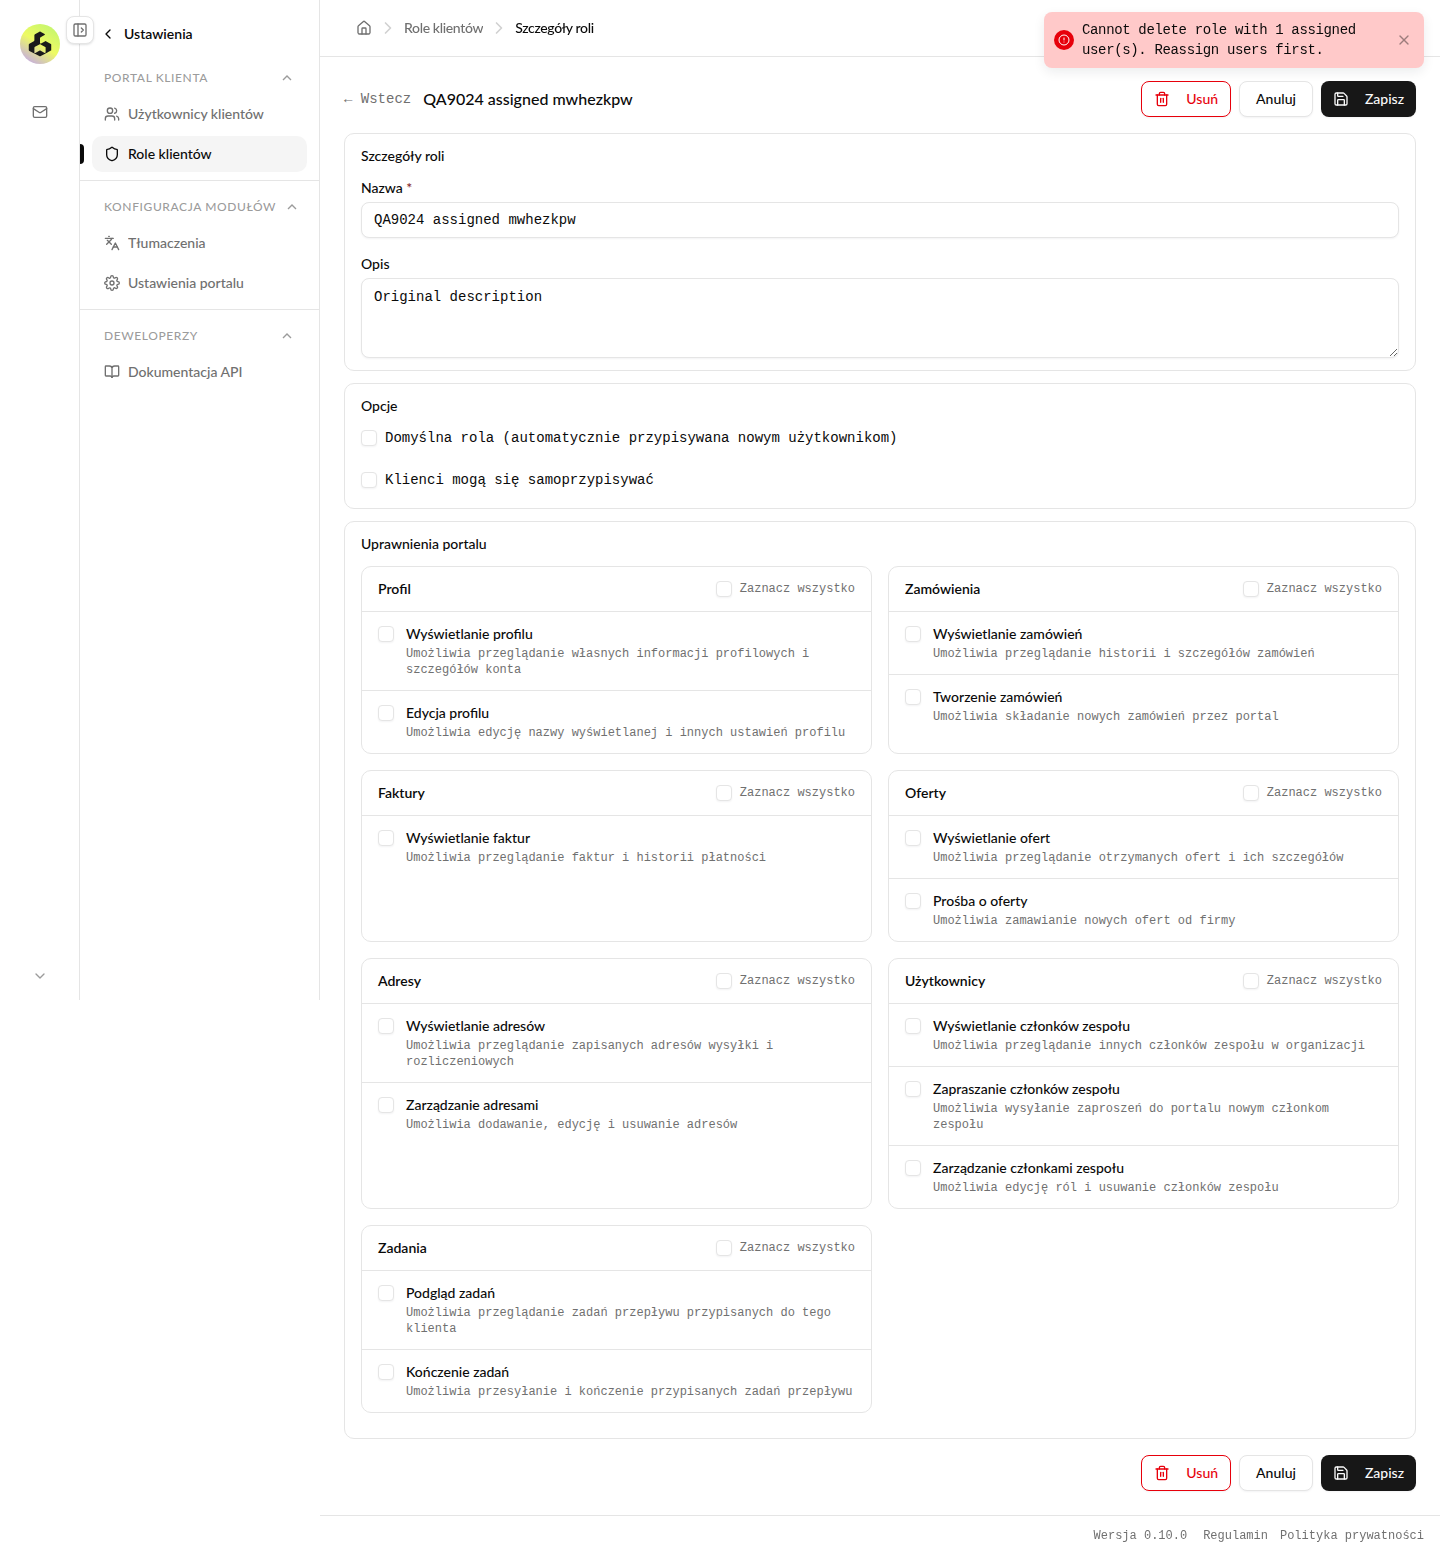 Ustawienia
PORTAL KLIENTA
Użytkownicy klientów
Role klientów
KONFIGURACJA MODUŁÓW
Tłumaczenia
Ustawienia portalu
DEWELOPERZY
Dokumentacja API
Role klientów
Szczegóły roli
Cannot delete role with 1 assigned
user(s). Reassign users first.
← Wstecz
QA9024 assigned mwhezkpw
Usuń
Anuluj
Zapisz
Szczegóły roli
Nazwa *
QA9024 assigned mwhezkpw
Opis
Original description
Opcje
Domyślna rola (automatycznie przypisywana nowym użytkownikom)
Klienci mogą się samoprzypisywać
Uprawnienia portalu
Profil
Zaznacz wszystko
Wyświetlanie profilu
Umożliwia przeglądanie własnych informacji profilowych i
szczegółów konta
Edycja profilu
Umożliwia edycję nazwy wyświetlanej i innych ustawień profilu
Zamówienia
Zaznacz wszystko
Wyświetlanie zamówień
Umożliwia przeglądanie historii i szczegółów zamówień
Tworzenie zamówień
Umożliwia składanie nowych zamówień przez portal
Faktury
Zaznacz wszystko
Wyświetlanie faktur
Umożliwia przeglądanie faktur i historii płatności
Oferty
Zaznacz wszystko
Wyświetlanie ofert
Umożliwia przeglądanie otrzymanych ofert i ich szczegółów
Prośba o oferty
Umożliwia zamawianie nowych ofert od firmy
Adresy
Zaznacz wszystko
Wyświetlanie adresów
Umożliwia przeglądanie zapisanych adresów wysyłki i
rozliczeniowych
Zarządzanie adresami
Umożliwia dodawanie, edycję i usuwanie adresów
Użytkownicy
Zaznacz wszystko
Wyświetlanie członków zespołu
Umożliwia przeglądanie innych członków zespołu w organizacji
Zapraszanie członków zespołu
Umożliwia wysyłanie zaproszeń do portalu nowym członkom
zespołu
Zarządzanie członkami zespołu
Umożliwia edycję ról i usuwanie członków zespołu
Zadania
Zaznacz wszystko
Podgląd zadań
Umożliwia przeglądanie zadań przepływu przypisanych do tego
klienta
Kończenie zadań
Umożliwia przesyłanie i kończenie przypisanych zadań przepływu
Usuń
Anuluj
Zapisz
Wersja 0.10.0
Regulamin
Polityka prywatności